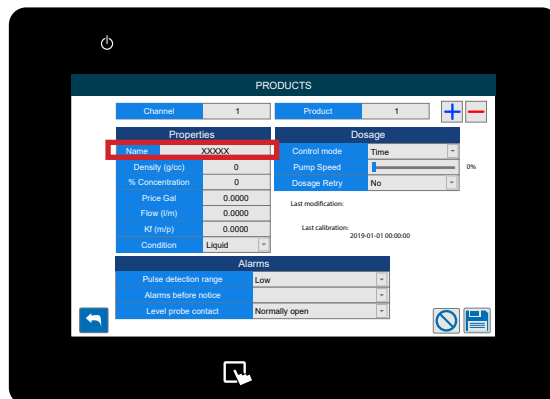 PRODUCTS
Channel 1 Product 1
Properties
Name XXXXX
Density (g/cc) 0
% Concentration 0
Price Gal 0.0000
Flow (l/m) 0.0000
Kf (m/p) 0.0000
Condition Liquid
Dosage
Control mode Time
Pump Speed 0%
Dosage Retry No
Last modification:
Last calibration:
2019-01-01 00:00:00
Alarms
Pulse detection range Low
Alarms before notice
Level probe contact Normally open